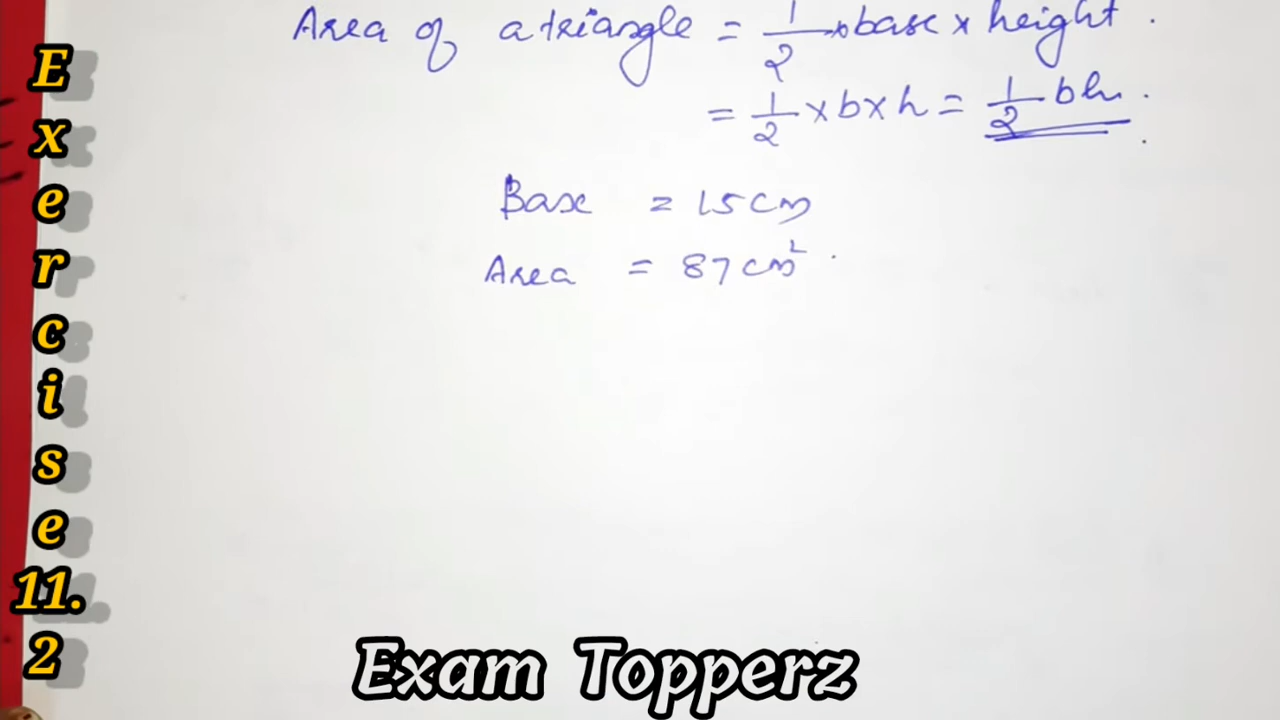 Area of a triangle = 1/2 × base × height.
= 1/2 × b × h = 1/2 bh.
Base = 15 cm
Area = 87 cm².
Exercise 11.2
Exam Topperz